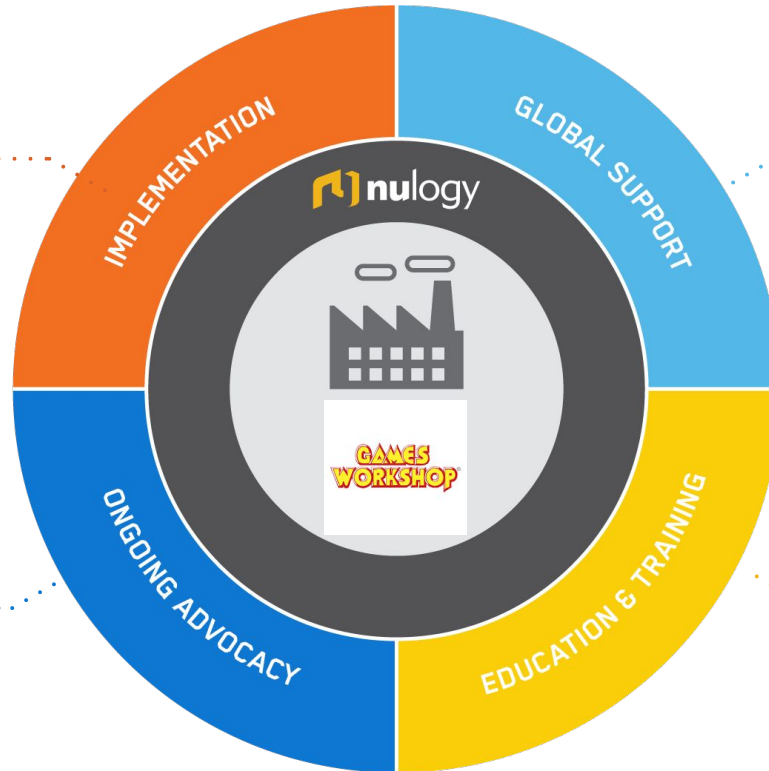 IMPLEMENTATION
GLOBAL SUPPORT
nulogy
GAMES
WORKSHOP®
ONGOING ADVOCACY
EDUCATION & TRAINING